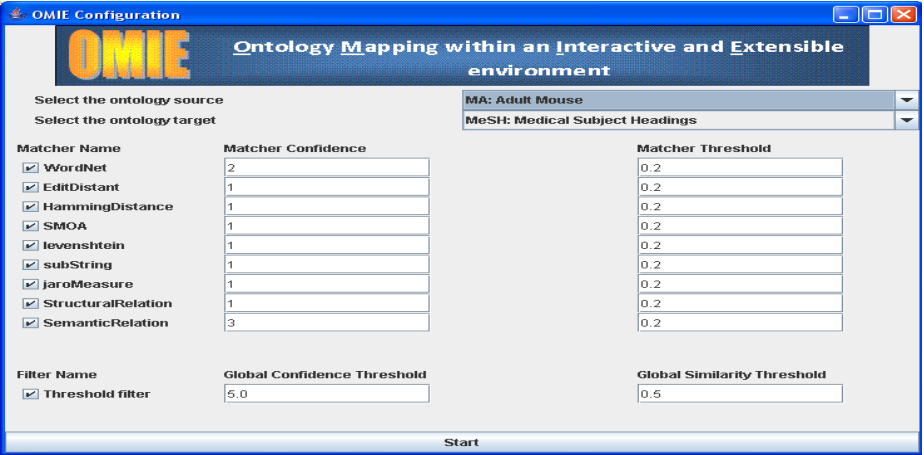 OMIE Configuration
OMIE
Ontology Mapping within an Interactive and Extensible
environment
Select the ontology source MA: Adult Mouse
Select the ontology target MeSH: Medical Subject Headings
Matcher Name Matcher Confidence Matcher Threshold
WordNet 2 0.2
EditDistant 1 0.2
HammingDistance 1 0.2
SMOA 1 0.2
levenshtein 1 0.2
subString 1 0.2
jaroMeasure 1 0.2
StructuralRelation 1 0.2
SemanticRelation 3 0.2
Filter Name Global Confidence Threshold Global Similarity Threshold
Threshold filter 5.0 0.5
Start